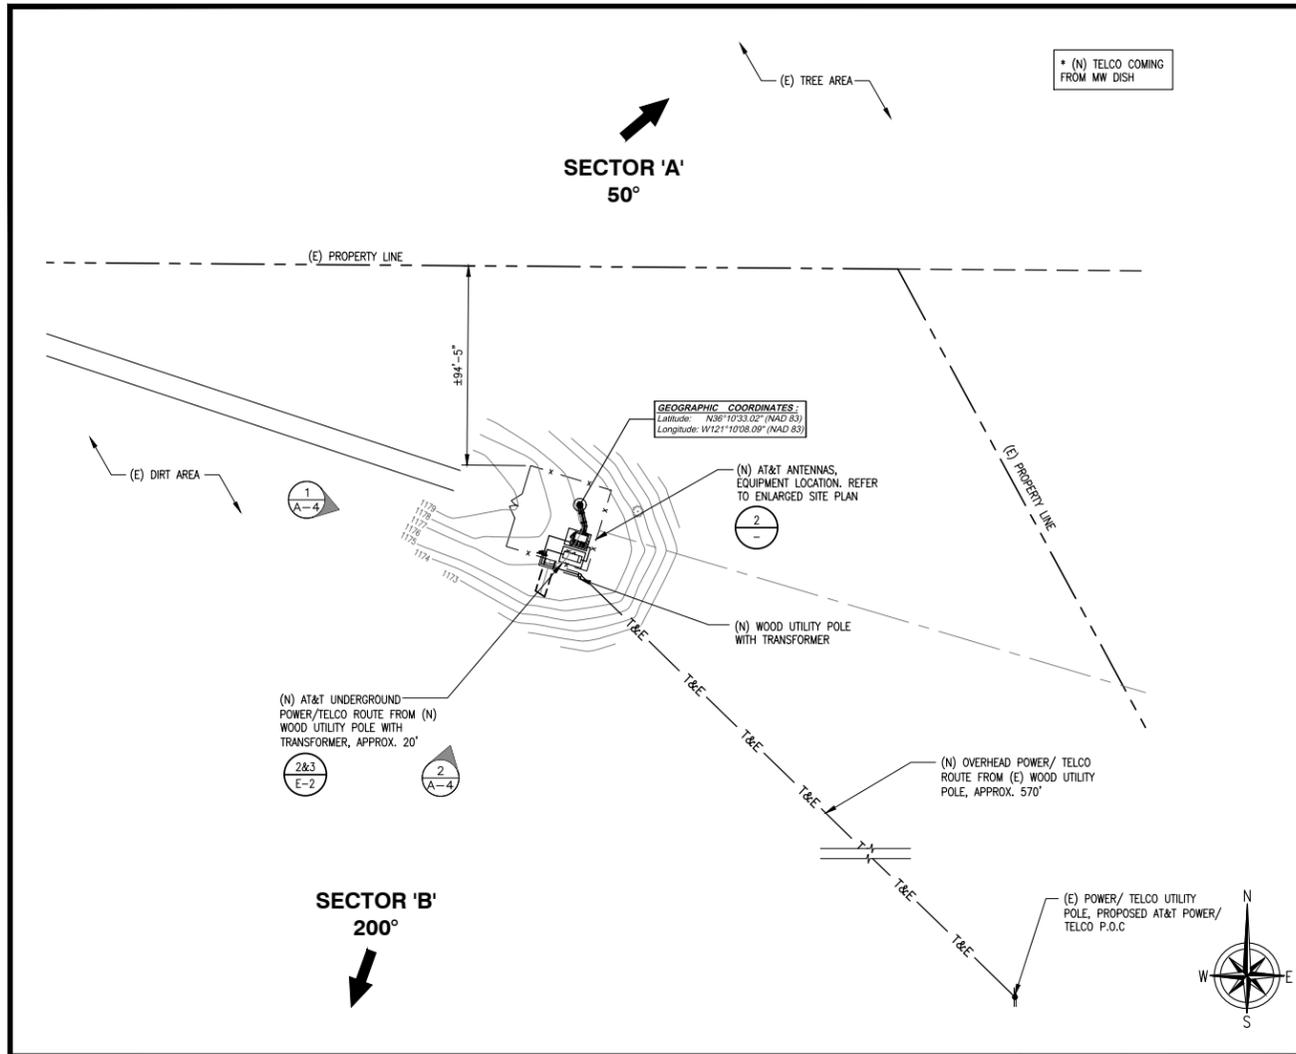 (E) TREE AREA
* (N) TELCO COMING
FROM MW DISH
SECTOR 'A'
50°
(E) PROPERTY LINE
±94'-5"
GEOGRAPHIC COORDINATES :
Latitude: N36°10'33.02" (NAD 83)
Longitude: W121°10'08.09" (NAD 83)
(E) PROPERTY LINE
(E) DIRT AREA
1
A-4
(N) AT&T ANTENNAS,
EQUIPMENT LOCATION. REFER
TO ENLARGED SITE PLAN
2
-
1179
1178
1177
1176
1175
1174
1173
(N) WOOD UTILITY POLE
WITH TRANSFORMER
T&E
T&E
T&E
T&E
T
T&E
T&E
(N) AT&T UNDERGROUND
POWER/TELCO ROUTE FROM (N)
WOOD UTILITY POLE WITH
TRANSFORMER, APPROX. 20'
2&3
E-2
2
A-4
(N) OVERHEAD POWER/ TELCO
ROUTE FROM (E) WOOD UTILITY
POLE, APPROX. 570'
SECTOR 'B'
200°
(E) POWER/ TELCO UTILITY
POLE, PROPOSED AT&T POWER/
TELCO P.O.C
N
W E
S